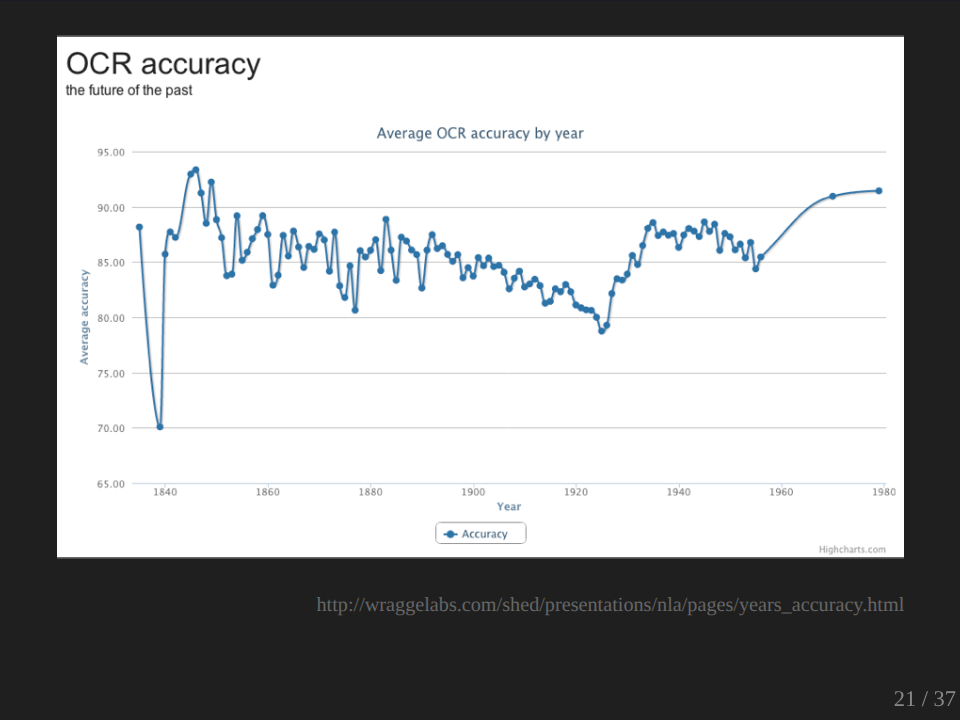 OCR accuracy
the future of the past
Average OCR accuracy by year
95.00
90.00
85.00
80.00
75.00
70.00
65.00
Average accuracy
1840 1860 1880 1900 1920 1940 1960 1980
Year
Accuracy
Highcharts.com
http://wraggelabs.com/shed/presentations/nla/pages/years_accuracy.html
21 / 37